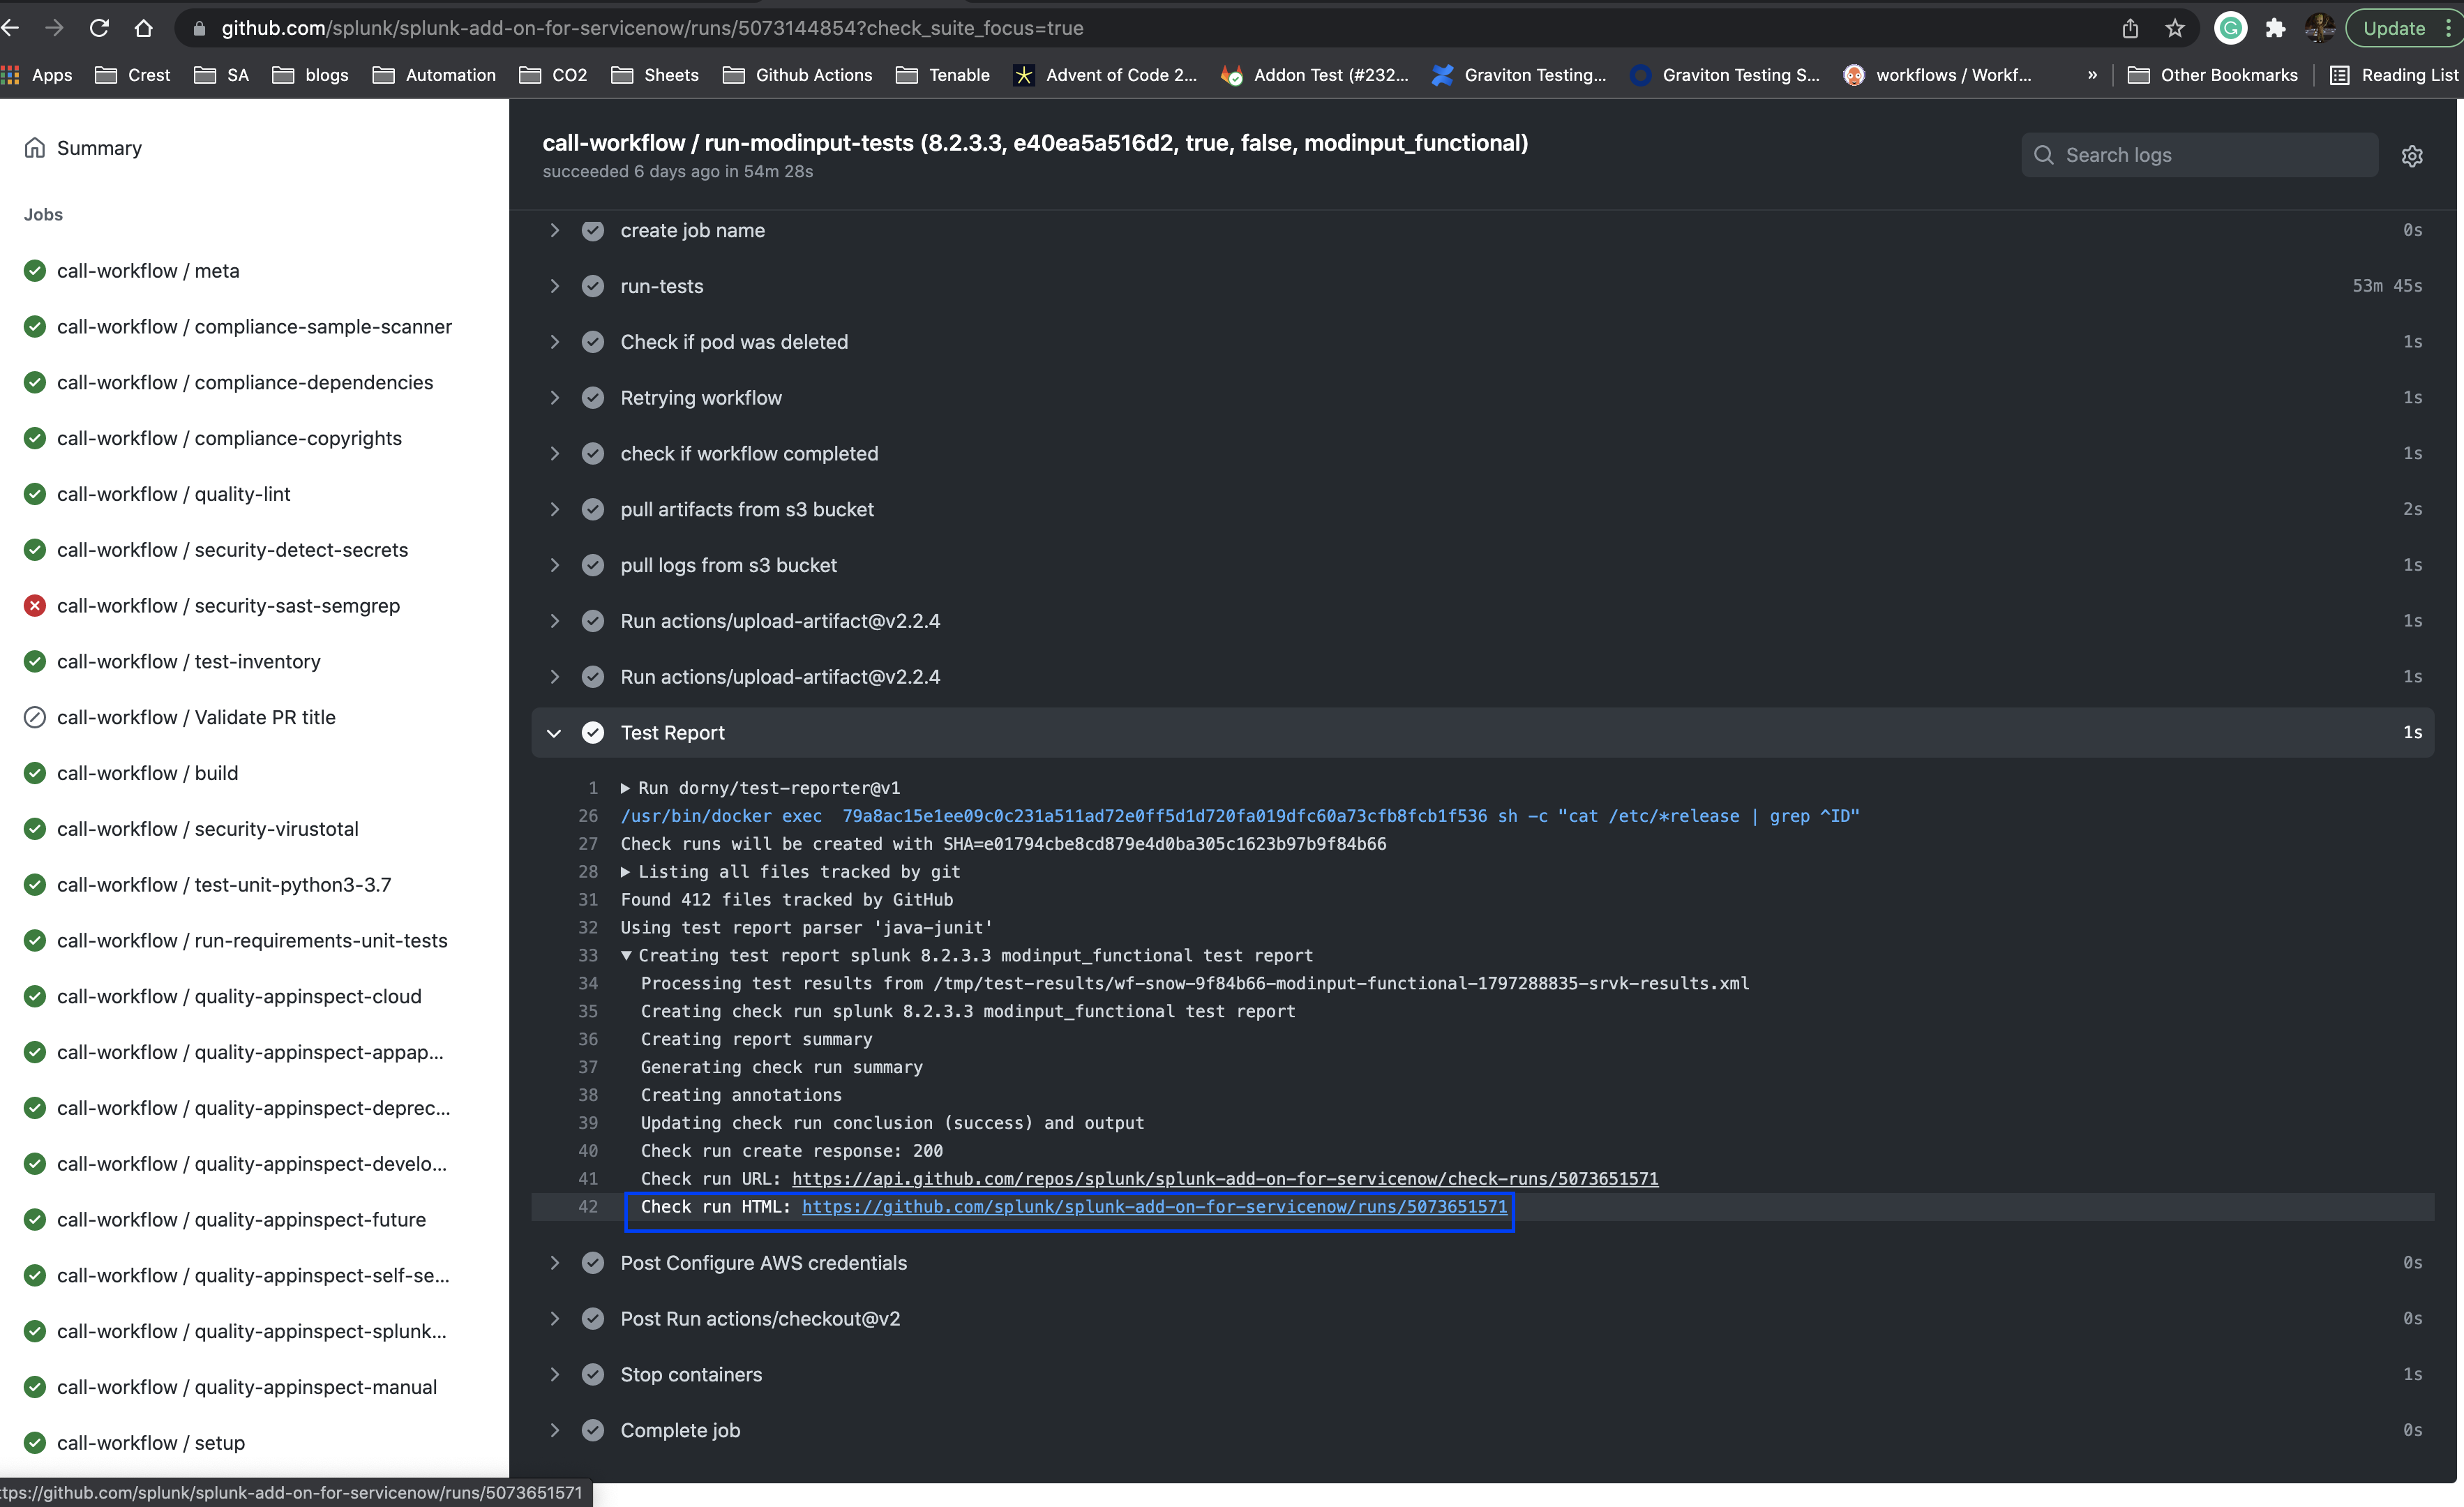 github.com/splunk/splunk-add-on-for-servicenow/runs/5073144854?check_suite_focus=true
Update
Apps
Crest
SA
blogs
Automation
CO2
Sheets
Github Actions
Tenable
Advent of Code 2...
Addon Test (#232...
Graviton Testing...
Graviton Testing S...
workflows / Workf...
»
Other Bookmarks
Reading List
Summary
Jobs
call-workflow / meta
call-workflow / compliance-sample-scanner
call-workflow / compliance-dependencies
call-workflow / compliance-copyrights
call-workflow / quality-lint
call-workflow / security-detect-secrets
call-workflow / security-sast-semgrep
call-workflow / test-inventory
call-workflow / Validate PR title
call-workflow / build
call-workflow / security-virustotal
call-workflow / test-unit-python3-3.7
call-workflow / run-requirements-unit-tests
call-workflow / quality-appinspect-cloud
call-workflow / quality-appinspect-appap...
call-workflow / quality-appinspect-deprec...
call-workflow / quality-appinspect-develo...
call-workflow / quality-appinspect-future
call-workflow / quality-appinspect-self-se...
call-workflow / quality-appinspect-splunk...
call-workflow / quality-appinspect-manual
call-workflow / setup
call-workflow / run-modinput-tests (8.2.3.3, e40ea5a516d2, true, false, modinput_functional)
succeeded 6 days ago in 54m 28s
Search logs
create job name 0s
run-tests 53m 45s
Check if pod was deleted 1s
Retrying workflow 1s
check if workflow completed 1s
pull artifacts from s3 bucket 2s
pull logs from s3 bucket 1s
Run actions/upload-artifact@v2.2.4 1s
Run actions/upload-artifact@v2.2.4 1s
Test Report 1s
1 ▶ Run dorny/test-reporter@v1
26 /usr/bin/docker exec  79a8ac15e1ee09c0c231a511ad72e0ff5d1d720fa019dfc60a73cfb8fcb1f536 sh -c "cat /etc/*release | grep ^ID"
27 Check runs will be created with SHA=e01794cbe8cd879e4d0ba305c1623b97b9f84b66
28 ▶ Listing all files tracked by git
31 Found 412 files tracked by GitHub
32 Using test report parser 'java-junit'
33 ▼ Creating test report splunk 8.2.3.3 modinput_functional test report
34 Processing test results from /tmp/test-results/wf-snow-9f84b66-modinput-functional-1797288835-srvk-results.xml
35 Creating check run splunk 8.2.3.3 modinput_functional test report
36 Creating report summary
37 Generating check run summary
38 Creating annotations
39 Updating check run conclusion (success) and output
40 Check run create response: 200
41 Check run URL: https://api.github.com/repos/splunk/splunk-add-on-for-servicenow/check-runs/5073651571
42 Check run HTML: https://github.com/splunk/splunk-add-on-for-servicenow/runs/5073651571
Post Configure AWS credentials 0s
Post Run actions/checkout@v2 0s
Stop containers 1s
Complete job 0s
tps://github.com/splunk/splunk-add-on-for-servicenow/runs/5073651571